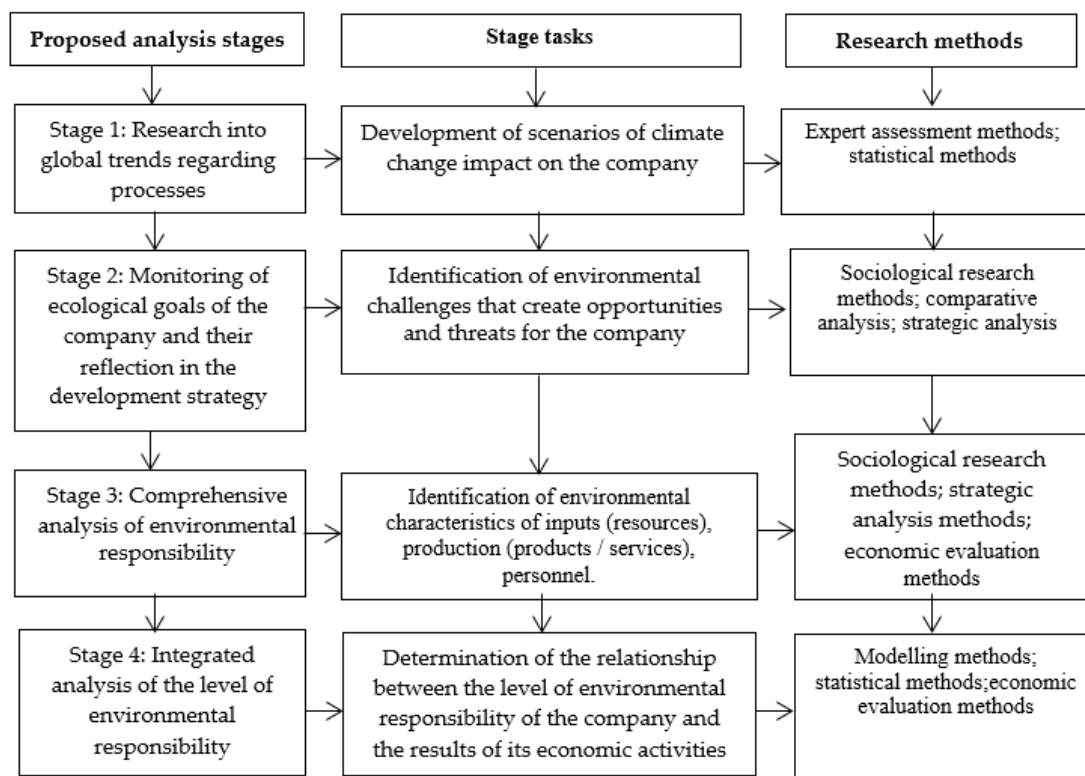 Proposed analysis stages
Stage tasks
Research methods
Stage 1: Research into
global trends regarding
processes
Development of scenarios of climate
change impact on the company
Expert assessment methods;
statistical methods
Stage 2: Monitoring of
ecological goals of the
company and their
reflection in the
development strategy
Identification of environmental
challenges that create opportunities
and threats for the company
Sociological research
methods; comparative
analysis; strategic analysis
Stage 3: Comprehensive
analysis of environmental
responsibility
Identification of environmental
characteristics of inputs (resources),
production (products / services),
personnel.
Sociological research
methods; strategic
analysis methods;
economic evaluation
methods
Stage 4: Integrated
analysis of the level of
environmental
responsibility
Determination of the relationship
between the level of environmental
responsibility of the company and
the results of its economic activities
Modelling methods;
statistical methods;economic
evaluation methods